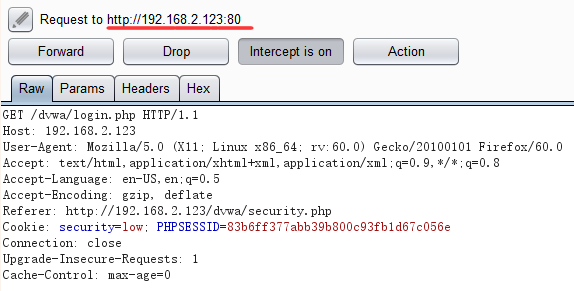 Request to http://192.168.2.123:80
Forward Drop Intercept is on Action
Raw Params Headers Hex
GET /dvwa/login.php HTTP/1.1
Host: 192.168.2.123
User-Agent: Mozilla/5.0 (X11; Linux x86_64; rv:60.0) Gecko/20100101 Firefox/60.0
Accept: text/html,application/xhtml+xml,application/xml;q=0.9,*/*;q=0.8
Accept-Language: en-US,en;q=0.5
Accept-Encoding: gzip, deflate
Referer: http://192.168.2.123/dvwa/security.php
Cookie: security=low; PHPSESSID=83b6ff377abb39b800c93fb1d67c056e
Connection: close
Upgrade-Insecure-Requests: 1
Cache-Control: max-age=0